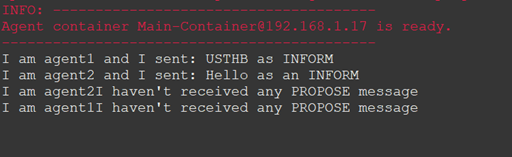 INFO: --------------------------------------
Agent container Main-Container@192.168.1.17 is ready.
--------------------------------------------
I am agent1 and I sent: USTHB as INFORM
I am agent2 and I sent: Hello as an INFORM
I am agent2I haven't received any PROPOSE message
I am agent1I haven't received any PROPOSE message